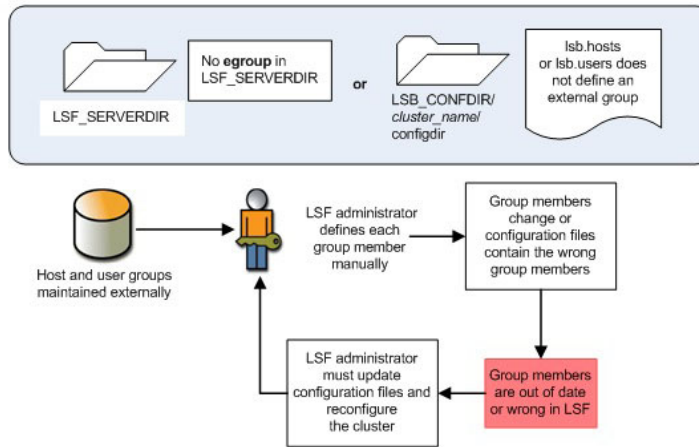 No egroup in
LSF_SERVERDIR
LSF_SERVERDIR
or
LSB_CONFDIR/
cluster_name/
configdir
lsb.hosts
or lsb.users does
not define an
external group
Host and user groups
maintained externally
LSF administrator
defines each
group member
manually
Group members
change or
configuration files
contain the wrong
group members
Group members
are out of date
or wrong in LSF
LSF administrator
must update
configuration files and
reconfigure
the cluster